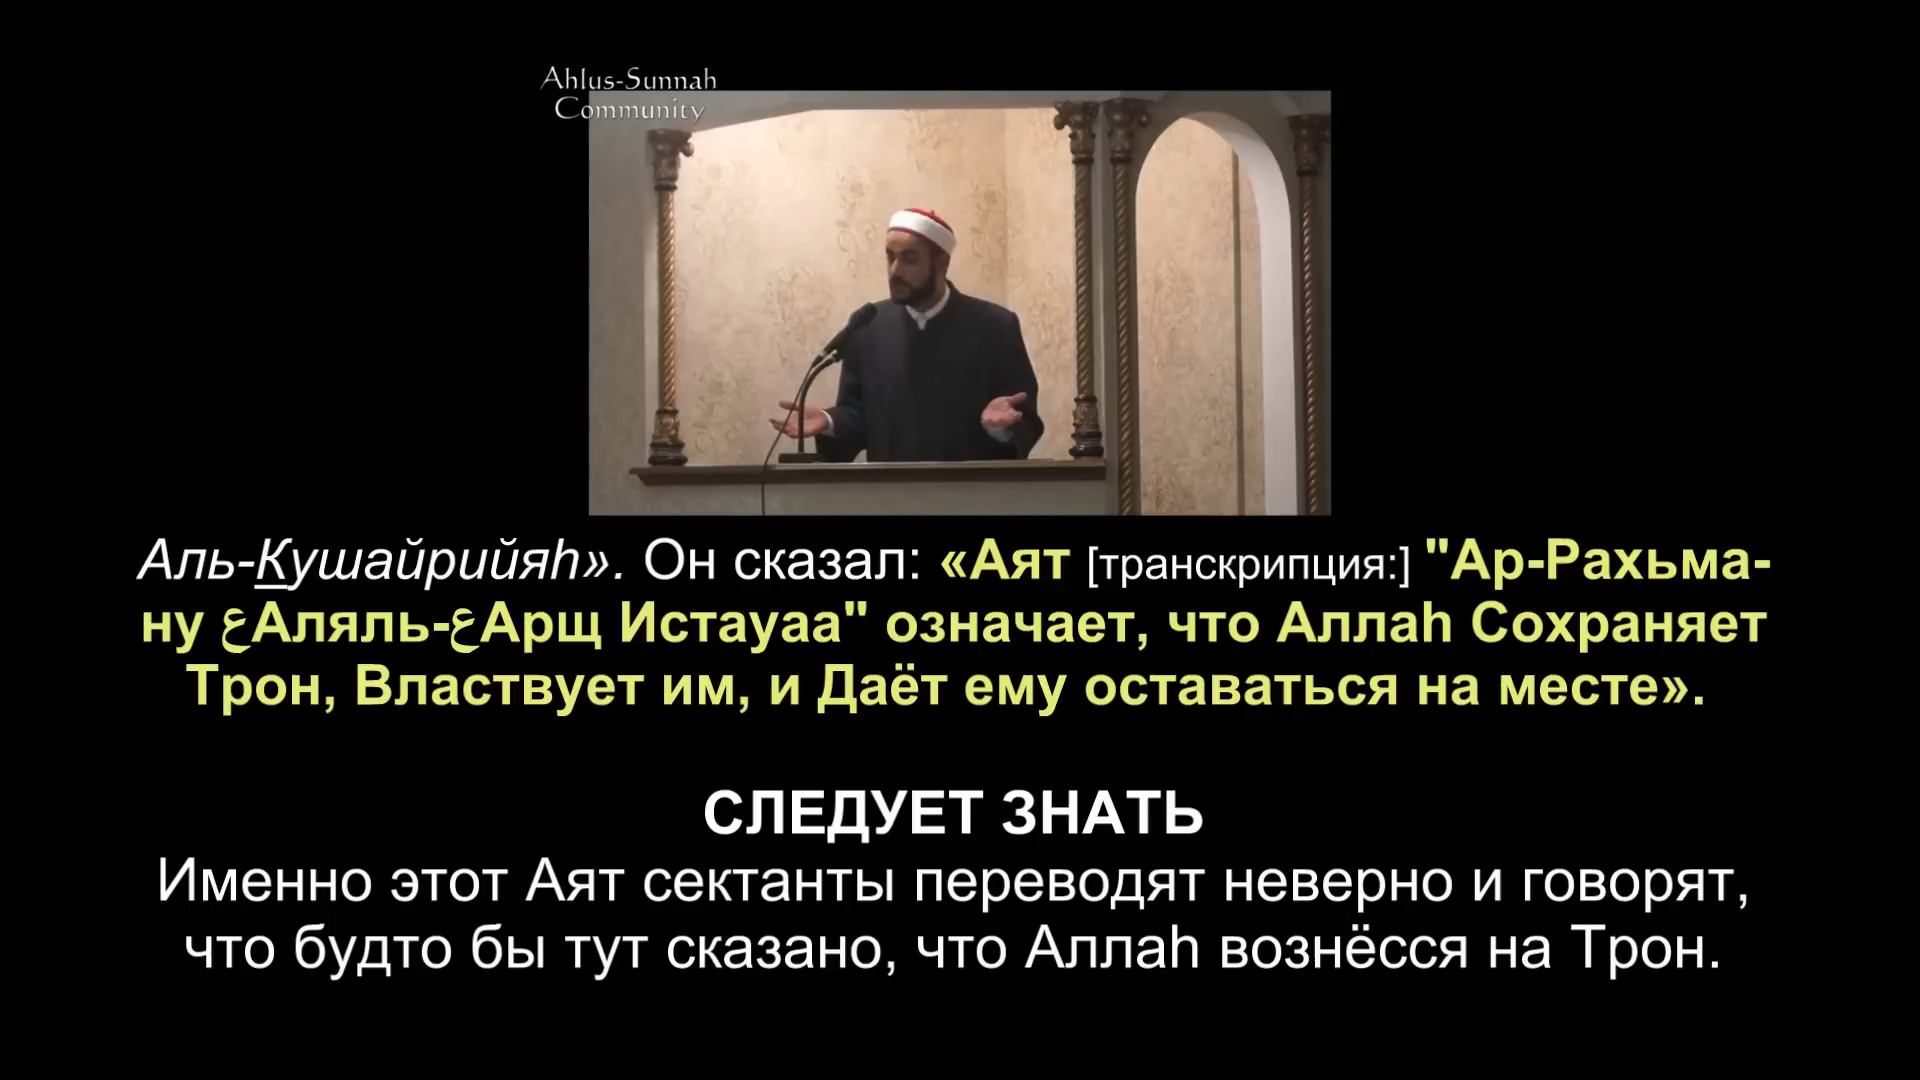 Ahlus-Sunnah
Community
Аль-Кушайрийяh». Он сказал: «Аят [транскрипция:] "Ар-Рахьма-
ну عАляль-عАрщ Истауаа" означает, что Аллаh Сохраняет
Трон, Властвует им, и Даёт ему оставаться на месте».
СЛЕДУЕТ ЗНАТЬ
Именно этот Аят сектанты переводят неверно и говорят,
что будто бы тут сказано, что Аллаh вознёсся на Трон.